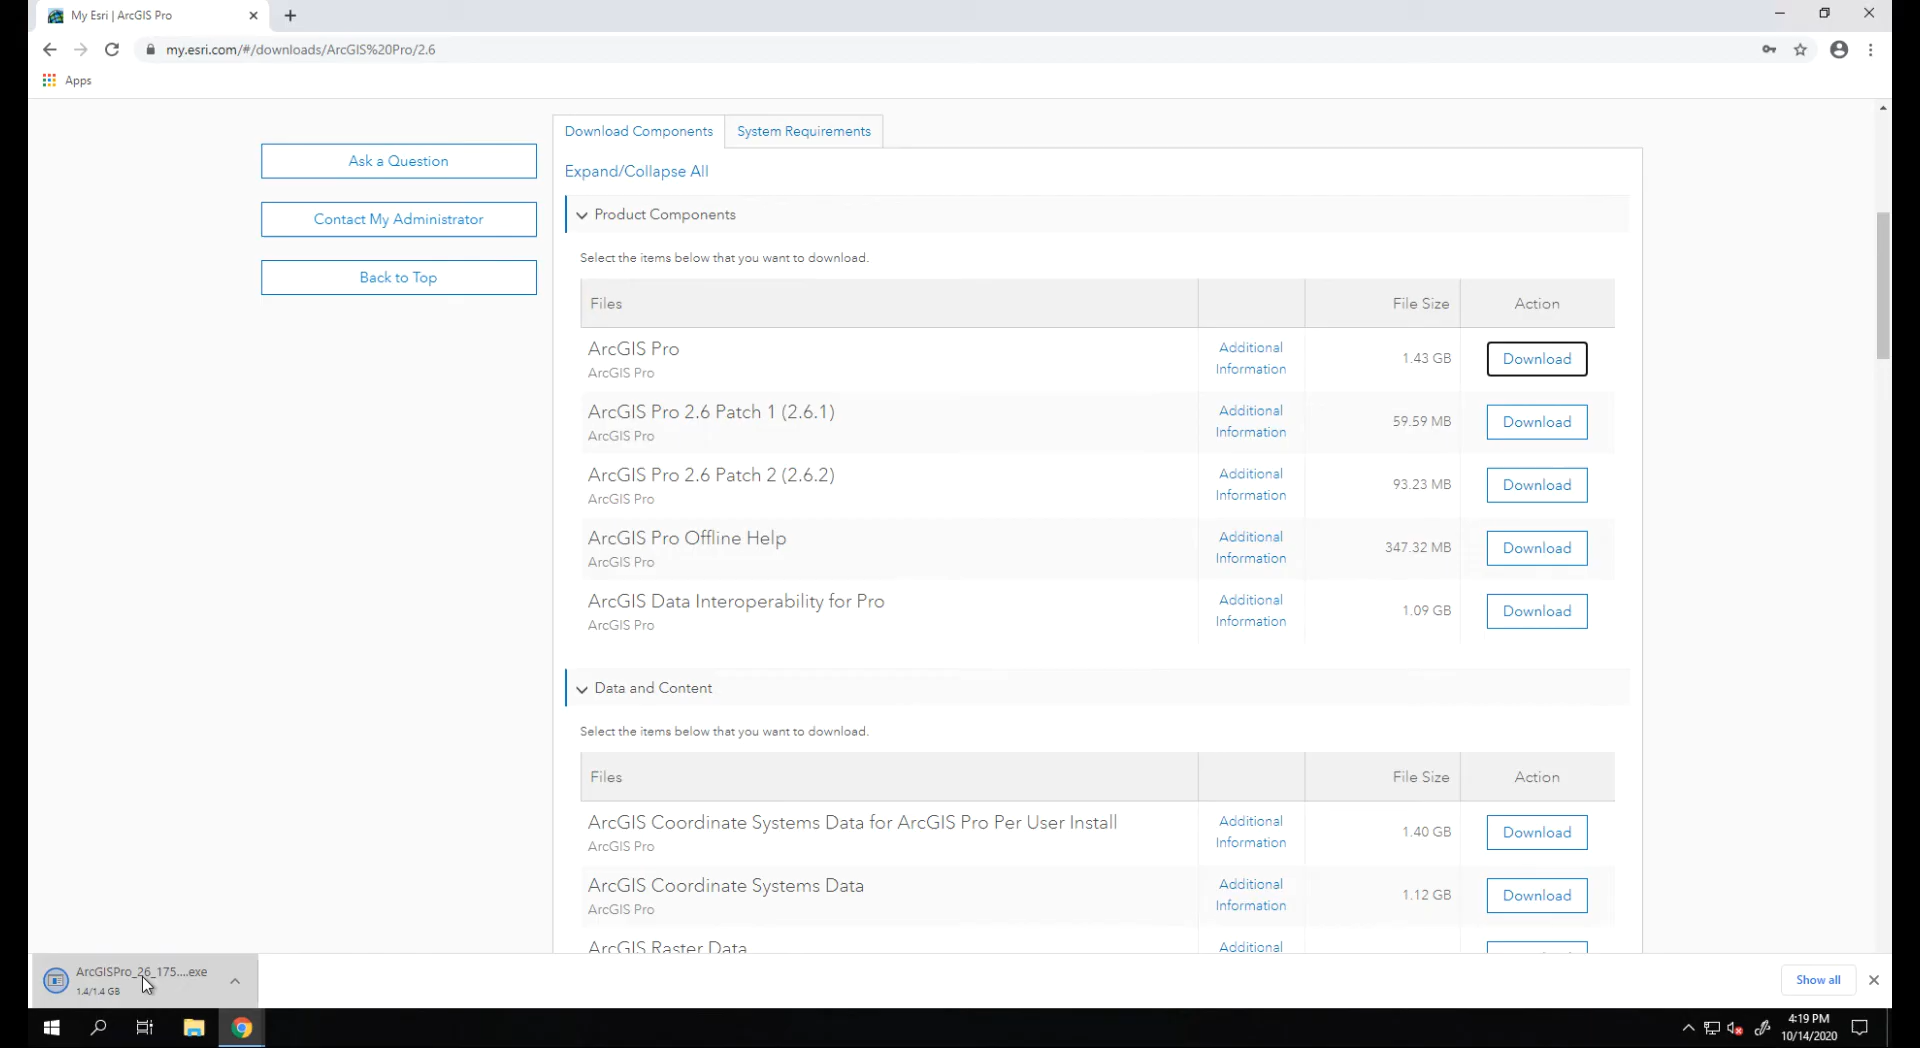 My Esri | ArcGIS Pro
my.esri.com/#/downloads/ArcGIS%20Pro/2.6
Apps
Ask a Question
Contact My Administrator
Back to Top
Download Components
System Requirements
Expand/Collapse All
Product Components
Select the items below that you want to download.
Files File Size Action
ArcGIS Pro
ArcGIS Pro
Additional
Information
1.43 GB
Download
ArcGIS Pro 2.6 Patch 1 (2.6.1)
ArcGIS Pro
Additional
Information
59.59 MB
Download
ArcGIS Pro 2.6 Patch 2 (2.6.2)
ArcGIS Pro
Additional
Information
93.23 MB
Download
ArcGIS Pro Offline Help
ArcGIS Pro
Additional
Information
347.32 MB
Download
ArcGIS Data Interoperability for Pro
ArcGIS Pro
Additional
Information
1.09 GB
Download
Data and Content
Select the items below that you want to download.
Files File Size Action
ArcGIS Coordinate Systems Data for ArcGIS Pro Per User Install
ArcGIS Pro
Additional
Information
1.40 GB
Download
ArcGIS Coordinate Systems Data
ArcGIS Pro
Additional
Information
1.12 GB
Download
ArcGIS Raster Data
Additional
ArcGISPro_26_175....exe
1.4/1.4 GB
Show all
4:19 PM
10/14/2020